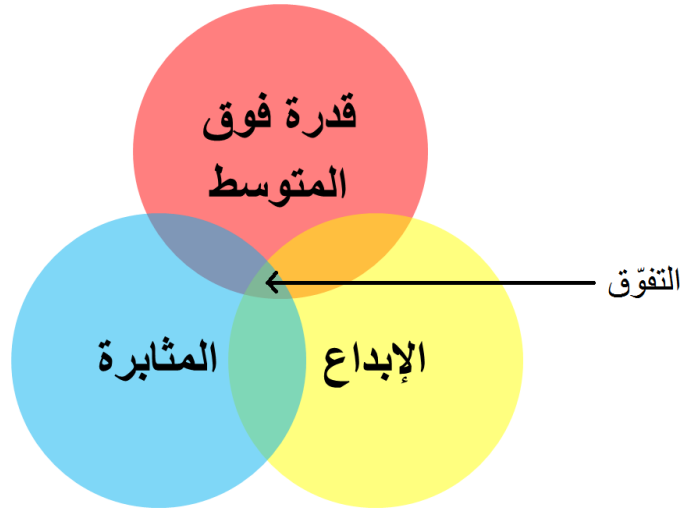 قدرة فوق
المتوسط
التفوّق
الإبداع
المثابرة